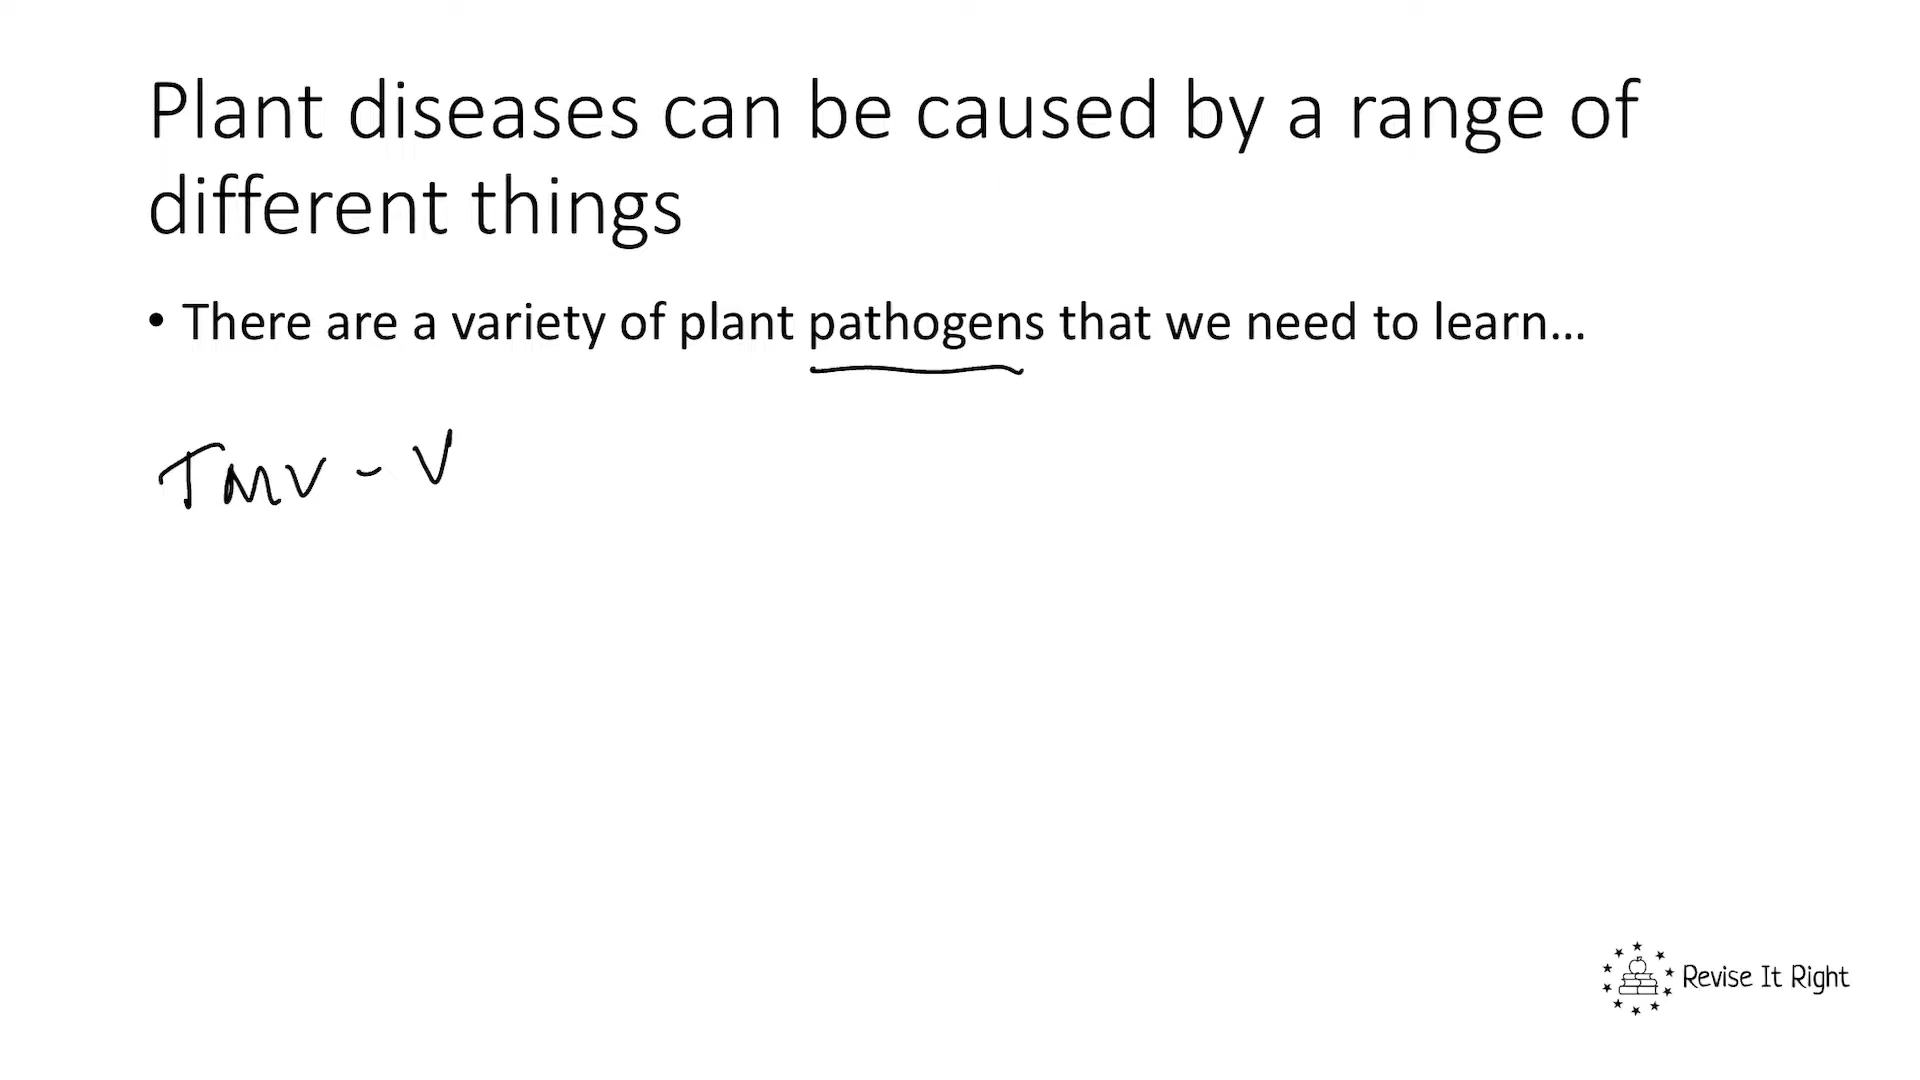 Plant diseases can be caused by a range of
different things
• There are a variety of plant pathogens that we need to learn...
TMV - V
Revise It Right